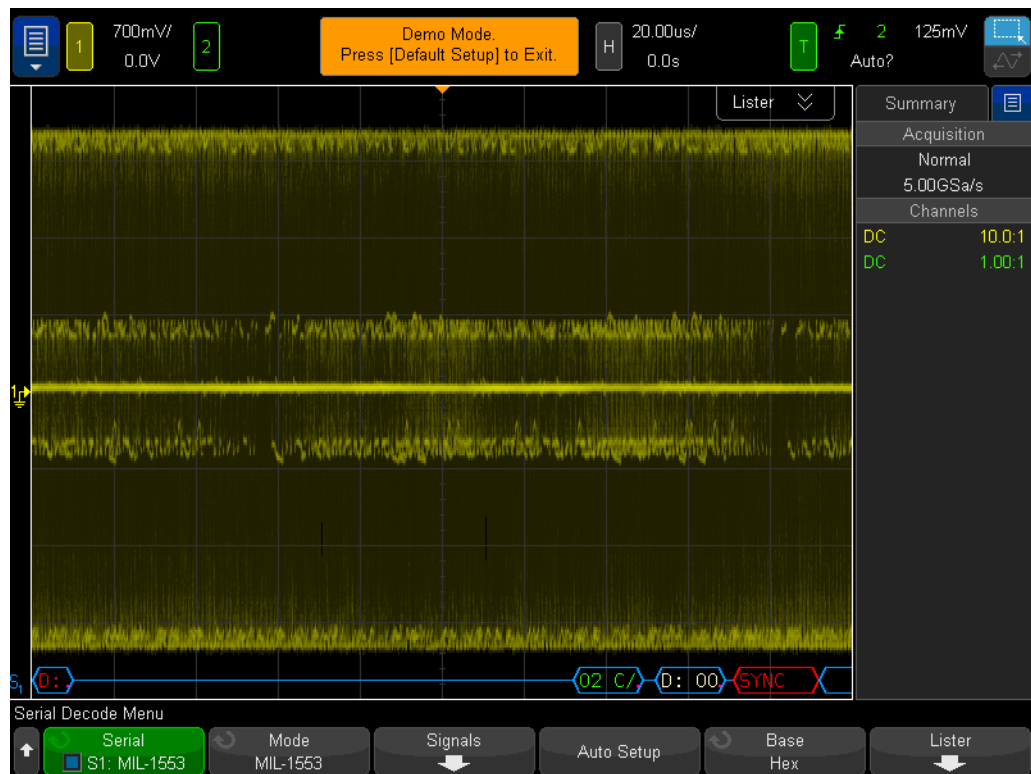 1
700mV/
0.0V
2
Demo Mode.
Press [Default Setup] to Exit.
H
20.00us/
0.0s
T
2
125mV
Auto?
Lister
Summary
Acquisition
Normal
5.00GSa/s
Channels
DC 10.0:1
DC 1.00:1
1
S1
D:
02 C/
D: 00
SYNC
Serial Decode Menu
Serial
S1: MIL-1553
Mode
MIL-1553
Signals
Auto Setup
Base
Hex
Lister